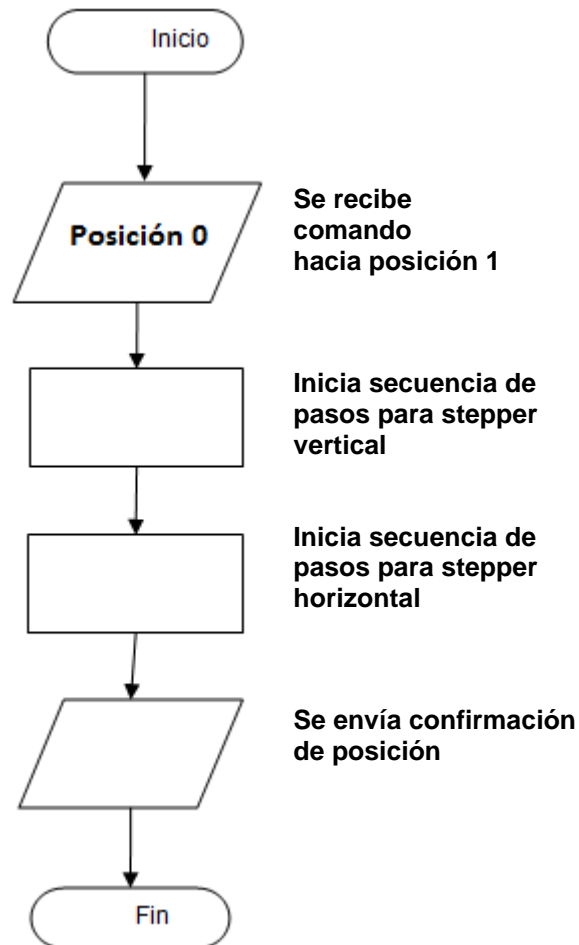 Inicio
Posición 0
Se recibe
comando
hacia posición 1
Inicia secuencia de
pasos para stepper
vertical
Inicia secuencia de
pasos para stepper
horizontal
Se envía confirmación
de posición
Fin